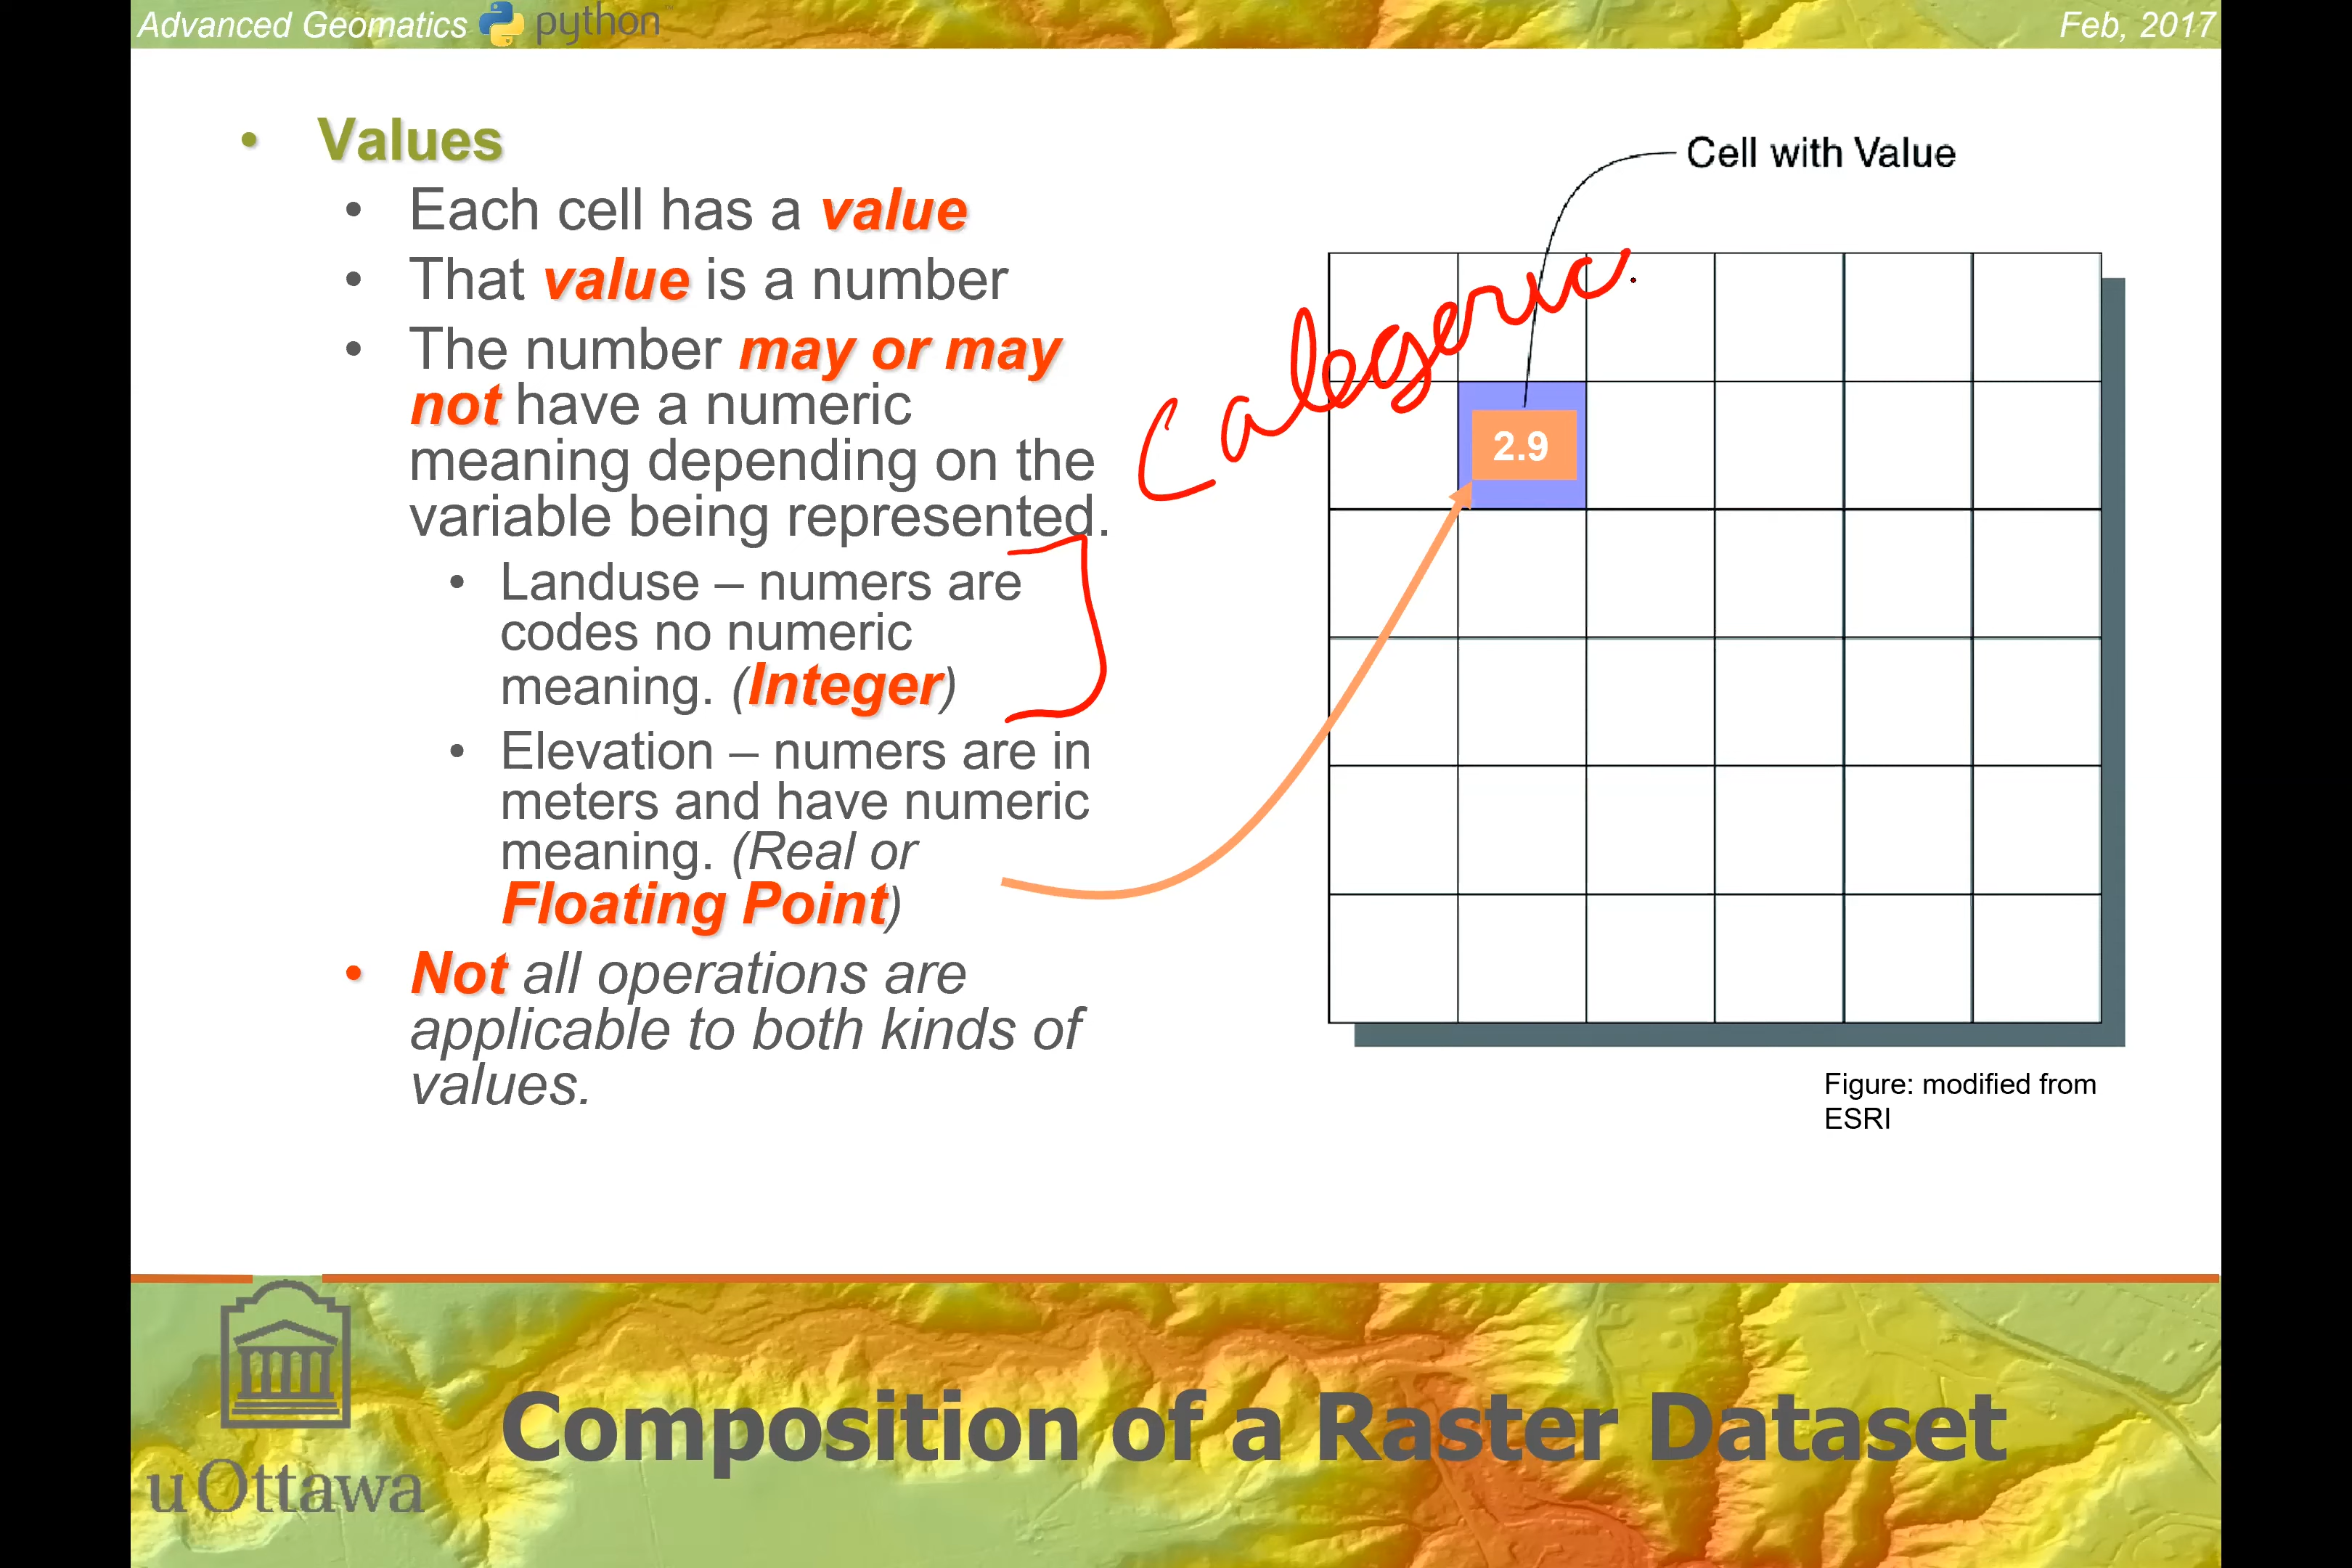 Advanced Geomatics python™ Feb, 2017
• Values
• Each cell has a value
• That value is a number
• The number may or may
not have a numeric
meaning depending on the
variable being represented.
• Landuse – numers are
codes no numeric
meaning. (Integer)
• Elevation – numers are in
meters and have numeric
meaning. (Real or
Floating Point)
• Not all operations are
applicable to both kinds of
values.
Cell with Value
Categoric
2.9
Figure: modified from
ESRI
uOttawa
Composition of a Raster Dataset